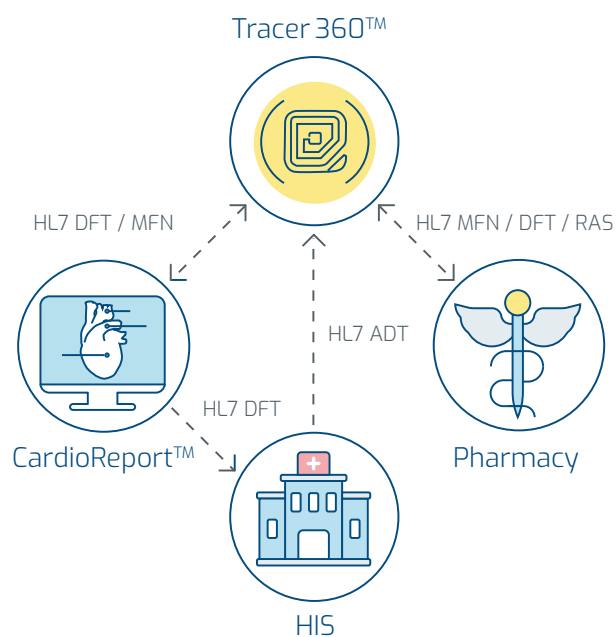 Tracer 360™
HL7 DFT / MFN
HL7 MFN / DFT / RAS
HL7 ADT
HL7 DFT
CardioReport™
Pharmacy
HIS